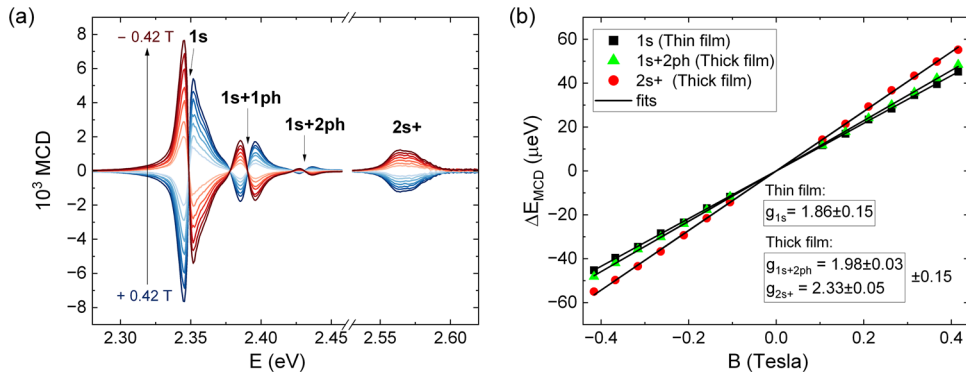 (a)
10³ MCD
8
6
4
2
0
−2
−4
−6
−8
− 0.42 T
+ 0.42 T
1s
1s+1ph
1s+2ph
2s+
2.30
2.35
2.40
2.45
2.55
2.60
E (eV)
(b)
ΔE_MCD (μeV)
60
40
20
0
−20
−40
−60
1s (Thin film)
1s+2ph (Thick film)
2s+ (Thick film)
fits
Thin film:
g_1s= 1.86±0.15
Thick film:
g_1s+2ph = 1.98±0.03
g_2s+ = 2.33±0.05
±0.15
−0.4
−0.2
0.0
0.2
0.4
B (Tesla)